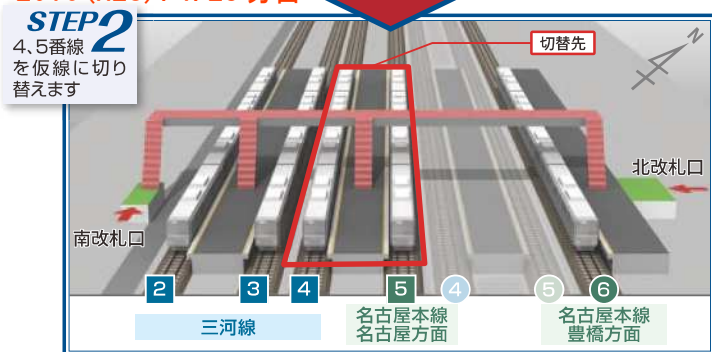 STEP2
4、5番線
を仮線に切り
替えます
切替先
N
北改札口
南改札口
2 3 4 5 4 5 6
三河線
名古屋本線
名古屋方面
名古屋本線
豊橋方面